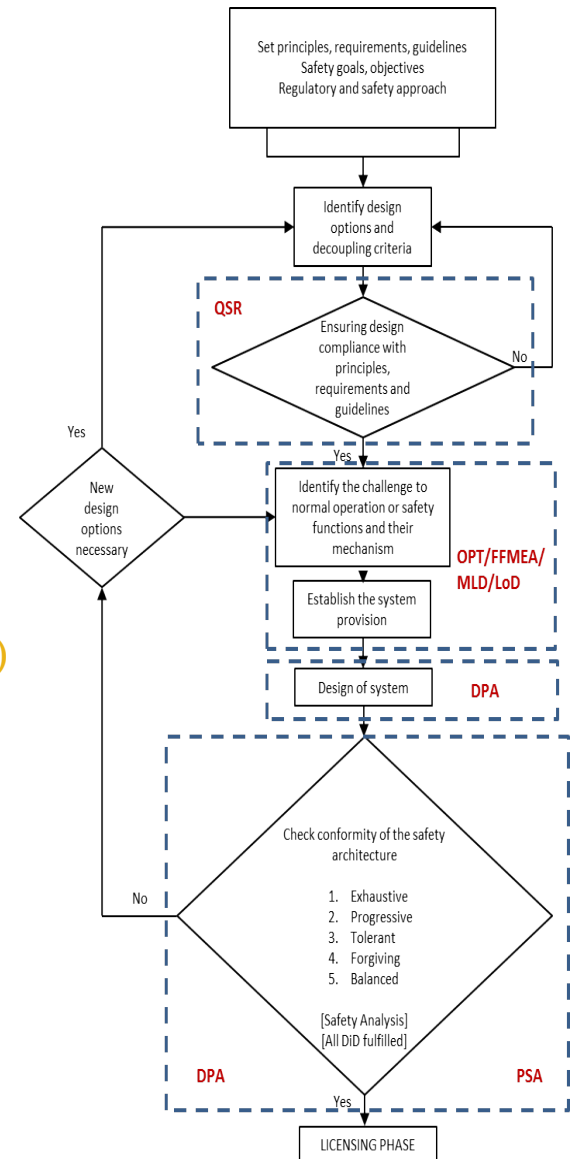 Set principles, requirements, guidelines
Safety goals, objectives
Regulatory and safety approach
Identify design
options and
decoupling criteria
QSR
Ensuring design
compliance with
principles,
requirements and
guidelines
No
Yes
Yes
New
design
options
necessary
Identify the challenge to
normal operation or safety
functions and their
mechanism
OPT/FFMEA/
MLD/LoD
Establish the system
provision
Design of system
DPA
Check conformity of the safety
architecture
1. Exhaustive
2. Progressive
3. Tolerant
4. Forgiving
5. Balanced
No
[Safety Analysis]
[All DiD fulfilled]
DPA
PSA
Yes
LICENSING PHASE
)